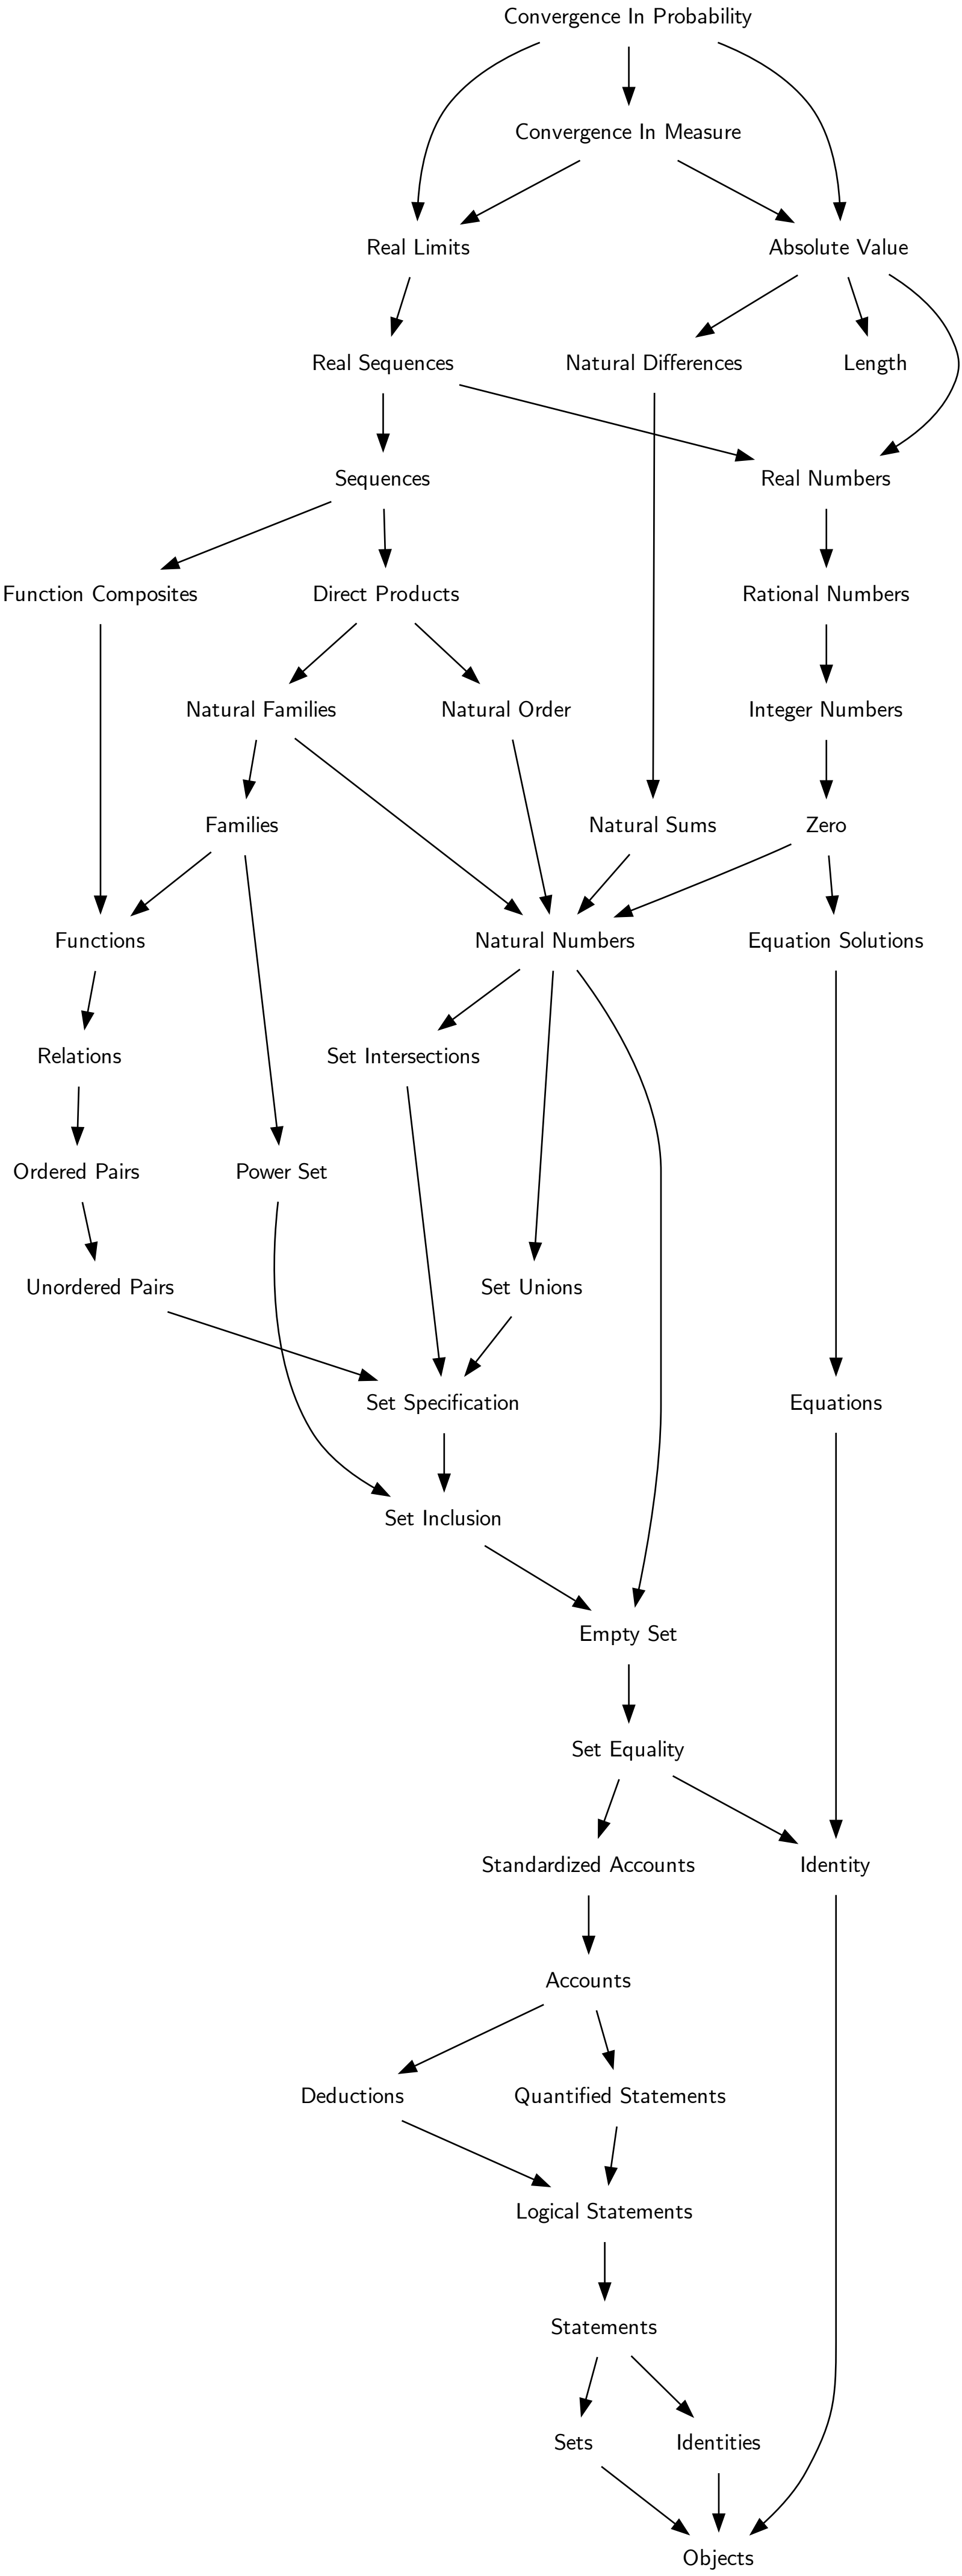 Convergence In Probability
Convergence In Measure
Real Limits
Absolute Value
Real Sequences
Natural Differences
Length
Sequences
Real Numbers
Function Composites
Direct Products
Rational Numbers
Natural Families
Natural Order
Integer Numbers
Families
Natural Sums
Zero
Functions
Natural Numbers
Equation Solutions
Relations
Set Intersections
Ordered Pairs
Power Set
Unordered Pairs
Set Unions
Set Specification
Equations
Set Inclusion
Empty Set
Set Equality
Standardized Accounts
Identity
Accounts
Deductions
Quantified Statements
Logical Statements
Statements
Sets
Identities
Objects